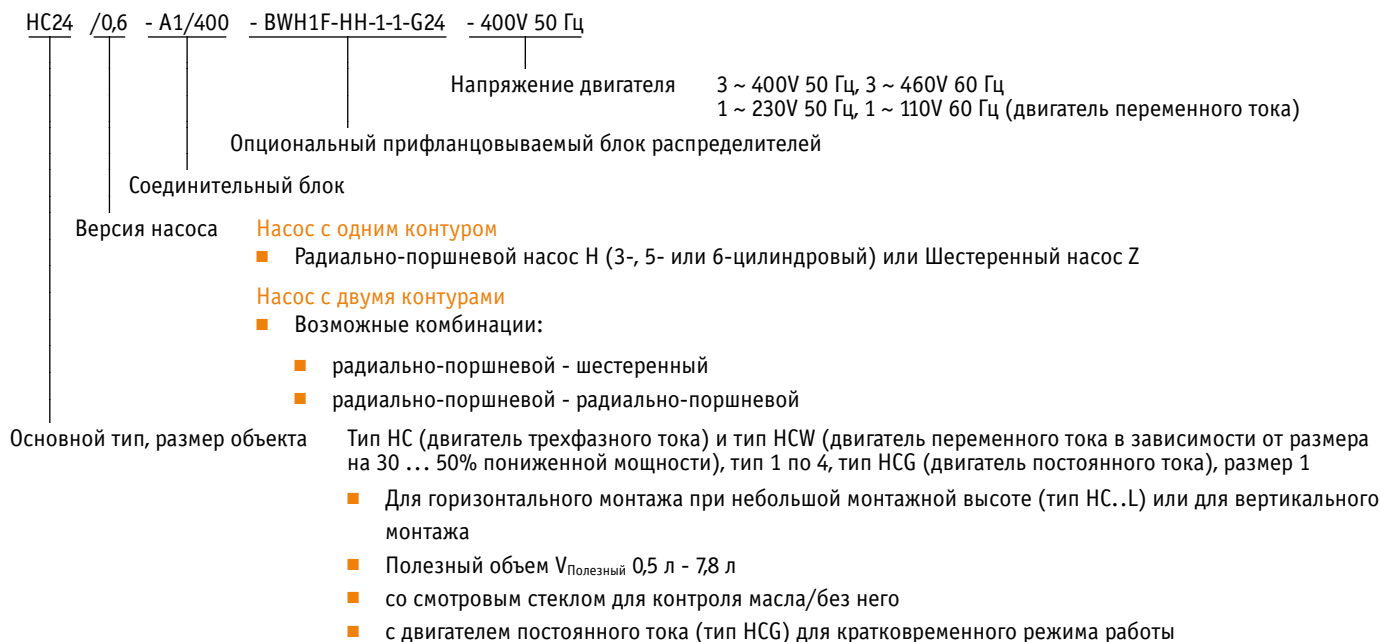 HC24 /0,6 - A1/400 - BWH1F-HH-1-1-G24 - 400V 50 Гц
Напряжение двигателя 3 ~ 400V 50 Гц, 3 ~ 460V 60 Гц
1 ~ 230V 50 Гц, 1 ~ 110V 60 Гц (двигатель переменного тока)
Опциональный прифланцовываемый блок распределителей
Соединительный блок
Версия насоса Насос с одним контуром
■ Радиально-поршневой насос H (3-, 5- или 6-цилиндровый) или Шестеренный насос Z
Насос с двумя контурами
■ Возможные комбинации:
■ радиально-поршневой - шестеренный
■ радиально-поршневой - радиально-поршневой
Основной тип, размер объекта Тип HC (двигатель трехфазного тока) и тип HCW (двигатель переменного тока в зависимости от размера
на 30 ... 50% пониженной мощности), тип 1 по 4, тип HCG (двигатель постоянного тока), размер 1
■ Для горизонтального монтажа при небольшой монтажной высоте (тип HC..L) или для вертикального
монтажа
■ Полезный объем VПолезный 0,5 л - 7,8 л
■ со смотровым стеклом для контроля масла/без него
■ с двигателем постоянного тока (тип HCG) для кратковременного режима работы